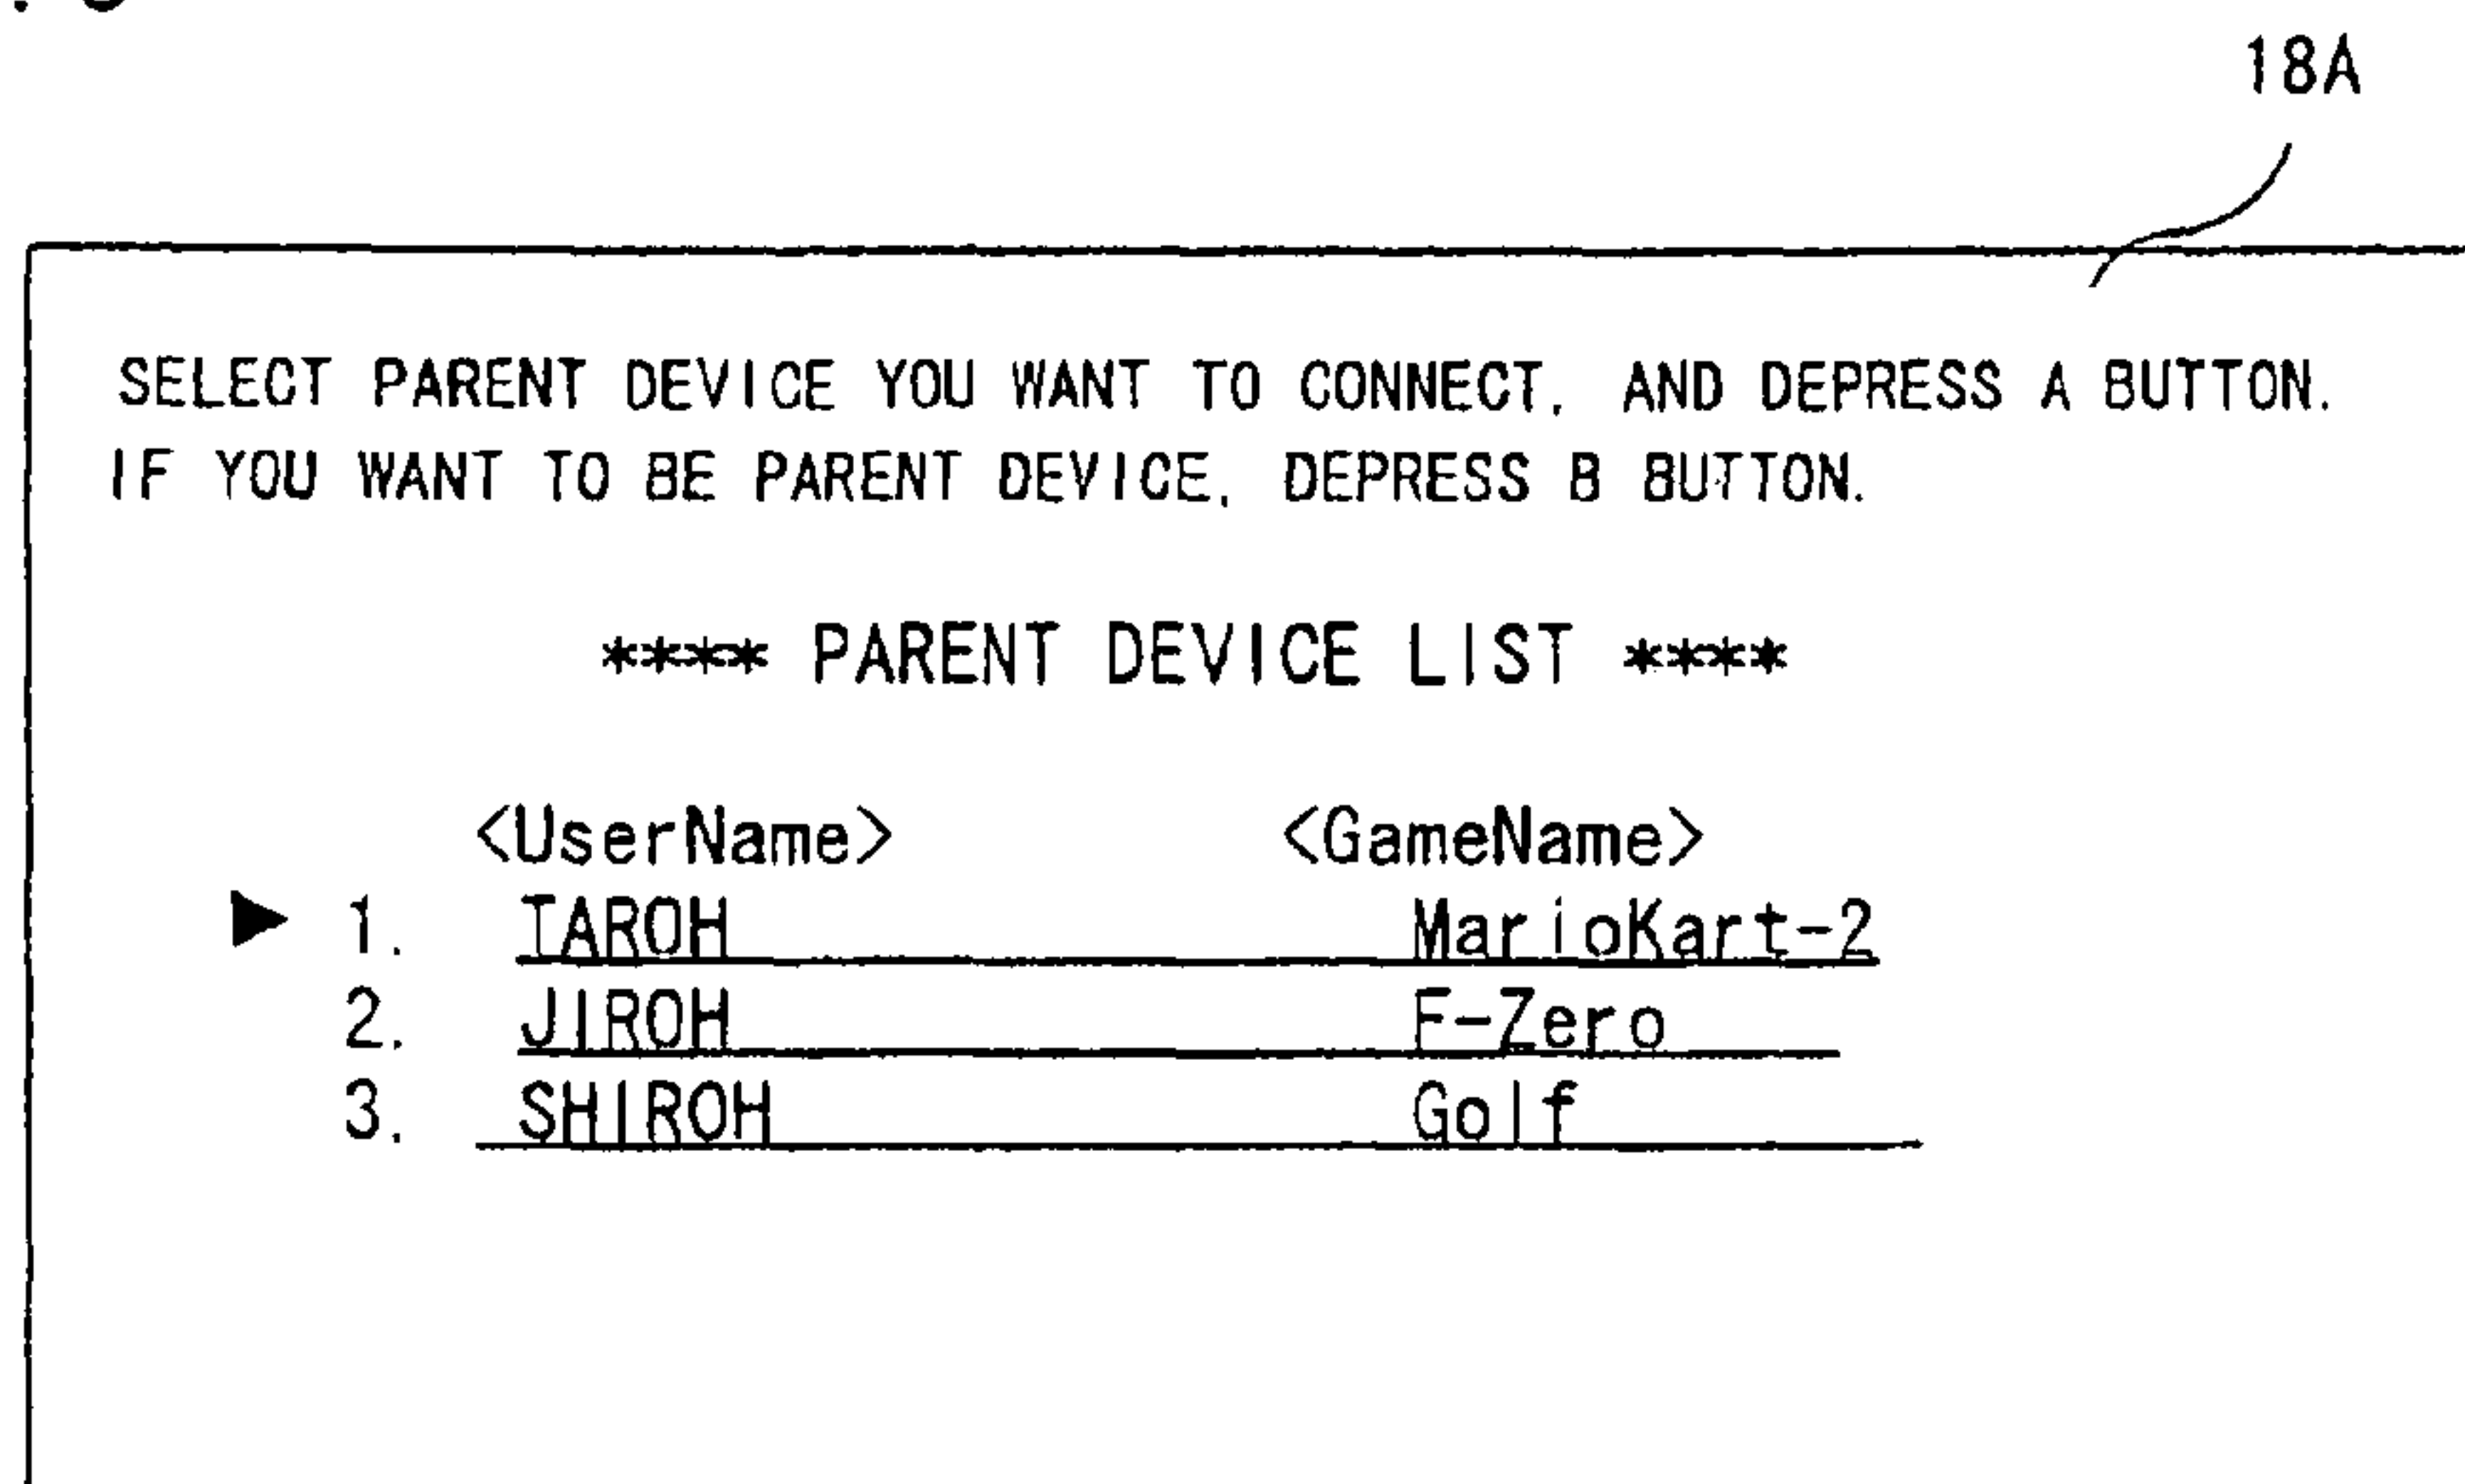 18A
SELECT PARENT DEVICE YOU WANT TO CONNECT, AND DEPRESS A BUTTON.
IF YOU WANT TO BE PARENT DEVICE, DEPRESS B BUTTON.
**** PARENT DEVICE LIST ****
<UserName> <GameName>
▶ 1. TAROH MarioKart-2
2. JIROH F-Zero
3. SHIROH Golf